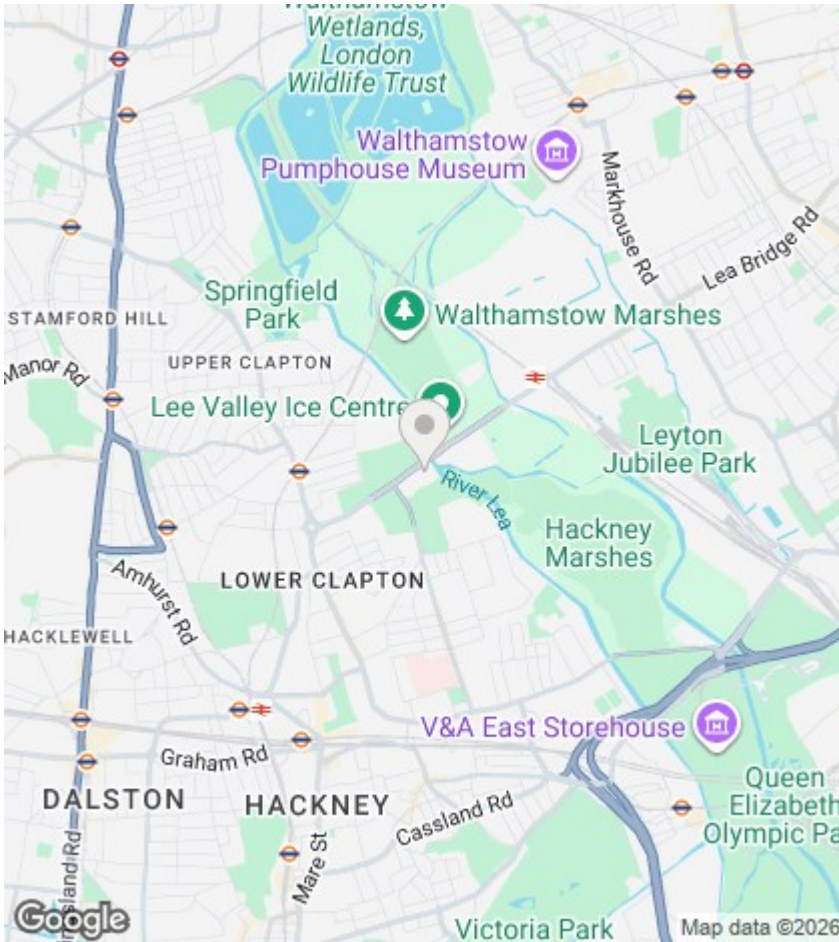 Walthamstow
Wetlands,
London
Wildlife Trust
Walthamstow
Pumphouse Museum
Markhouse Rd
Lea Bridge Rd
Springfield
Park
STAMFORD HILL
Walthamstow Marshes
UPPER CLAPTON
Manor Rd
Lee Valley Ice Centre
Leyton
Jubilee Park
River Lea
Hackney
Marshes
LOWER CLAPTON
Amhurst Rd
HACKLEWELL
V&A East Storehouse
Graham Rd
Queen
Elizabeth
Olympic Pa
DALSTON
HACKNEY
Cassland Rd
Mare St
ngsland Rd
Google
Victoria Park
Map data ©2026